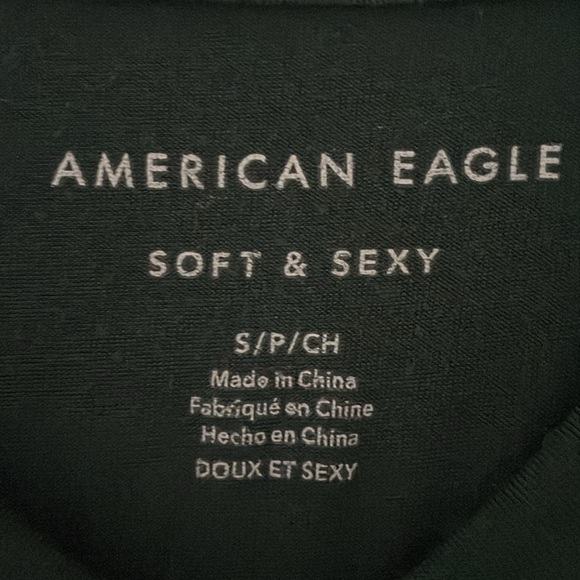 AMERICAN EAGLE
SOFT & SEXY
S/P/CH
Made in China
Fabriqué en Chine
Hecho en China
DOUX ET SEXY